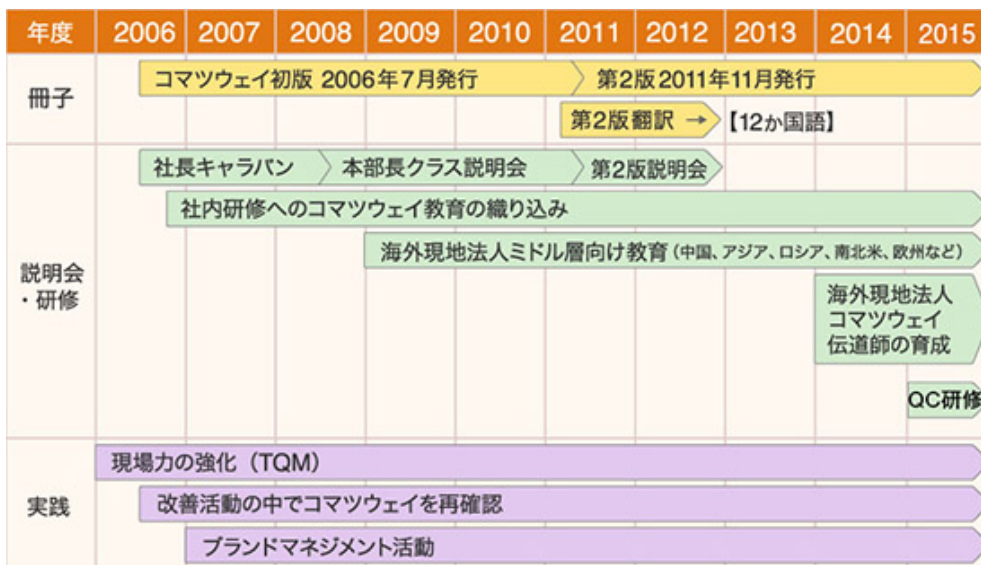 年度 2006 2007 2008 2009 2010 2011 2012 2013 2014 2015
冊子
コマツウェイ初版 2006年7月発行
第2版2011年11月発行
第2版翻訳 →
【12か国語】
説明会
・研修
社長キャラバン
本部長クラス説明会
第2版説明会
社内研修へのコマツウェイ教育の織り込み
海外現地法人ミドル層向け教育(中国、アジア、ロシア、南北米、欧州など)
海外現地法人
コマツウェイ
伝道師の育成
QC研修
実践
現場力の強化(TQM)
改善活動の中でコマツウェイを再確認
ブランドマネジメント活動